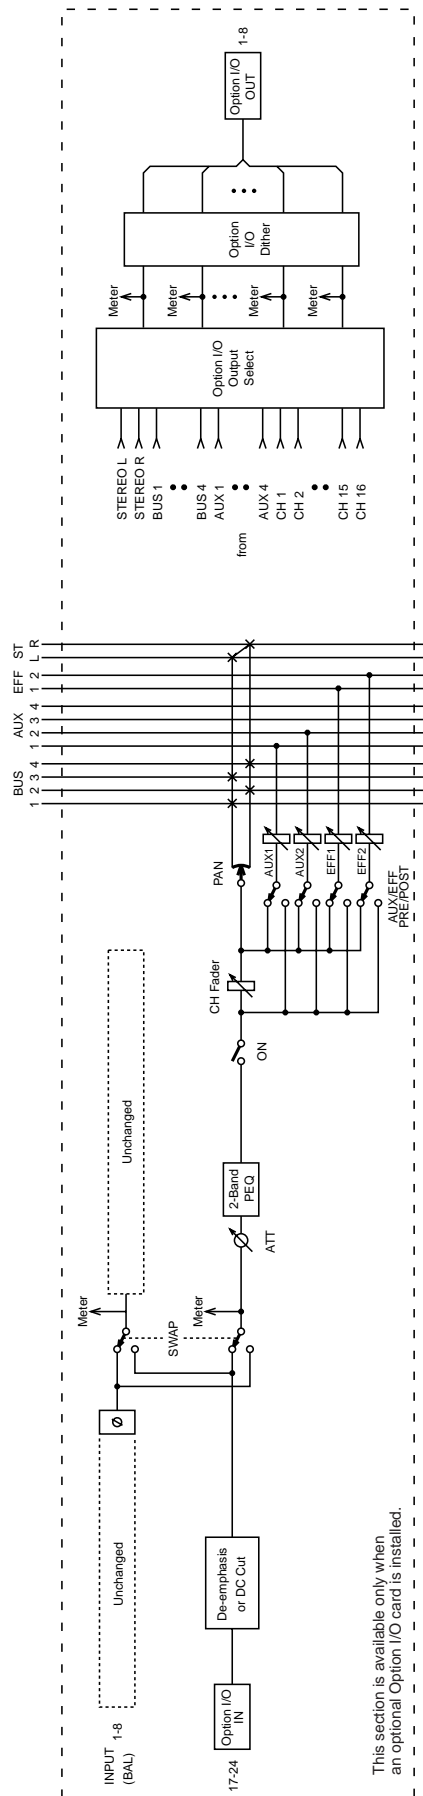 INPUT 1-8
(BAL)
Unchanged
Ø
Meter
Unchanged
SWAP
17-24
Option I/O
IN
De-emphasis
or DC Cut
Meter
ATT
2-Band
PEQ
ON
CH Fader
PAN
AUX1
AUX2
EFF1
EFF2
AUX/EFF
PRE/POST
BUS
1
2
3
4
AUX
1
2
3
4
EFF
1
2
ST
L
R
from
STEREO L
STEREO R
BUS 1
BUS 4
AUX 1
AUX 4
CH 1
CH 2
CH 15
CH 16
Option I/O
Output
Select
Meter
Meter
Meter
Meter
Option
I/O
Dither
Option I/O
OUT
1-8
This section is available only when
an optional Option I/O card is installed.